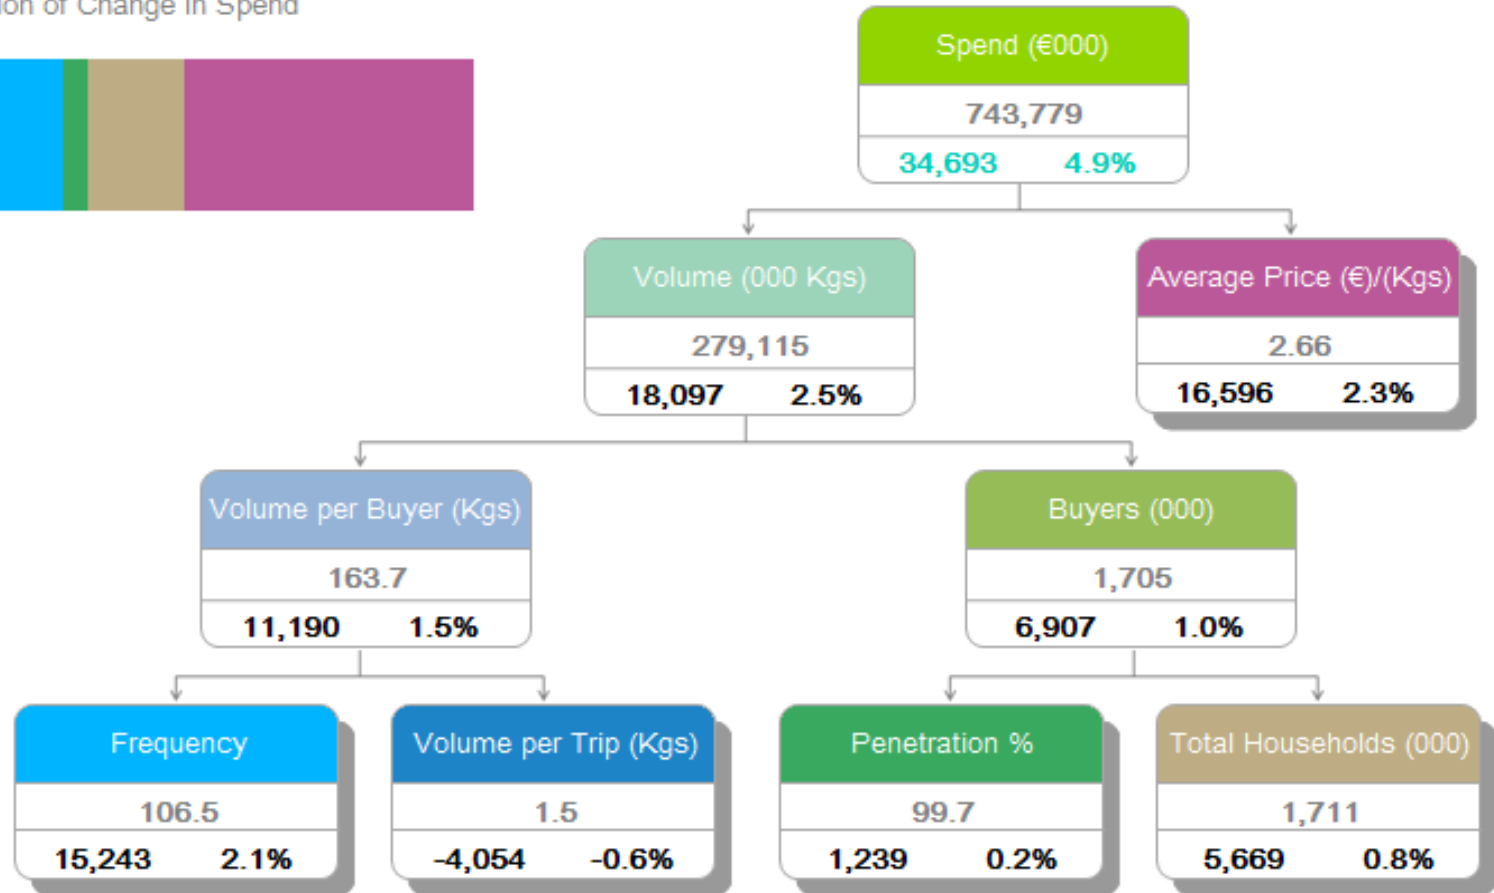 of Change in Spend
Spend (€000)
743,779
34,693 4.9%
Volume (000 Kgs)
279,115
18,097 2.5%
Average Price (€)/(Kgs)
2.66
16,596 2.3%
Volume per Buyer (Kgs)
163.7
11,190 1.5%
Buyers (000)
1,705
6,907 1.0%
Frequency
106.5
15,243 2.1%
Volume per Trip (Kgs)
1.5
-4,054 -0.6%
Penetration %
99.7
1,239 0.2%
Total Households (000)
1,711
5,669 0.8%